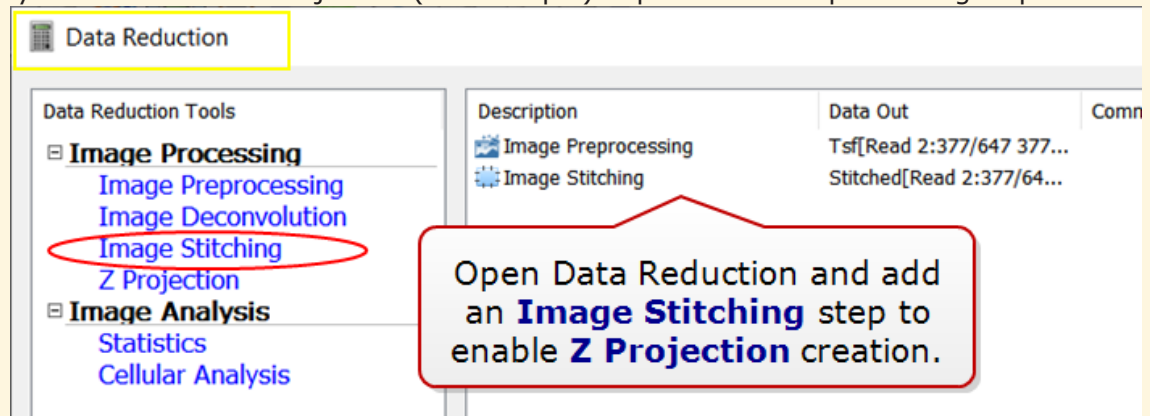 Data Reduction
Data Reduction Tools
Image Processing
Image Preprocessing
Image Deconvolution
Image Stitching
Z Projection
Image Analysis
Statistics
Cellular Analysis
Description Data Out
Image Preprocessing Tsf[Read 2:377/647 377...
Image Stitching Stitched[Read 2:377/64...
Open Data Reduction and add
an Image Stitching step to
enable Z Projection creation.